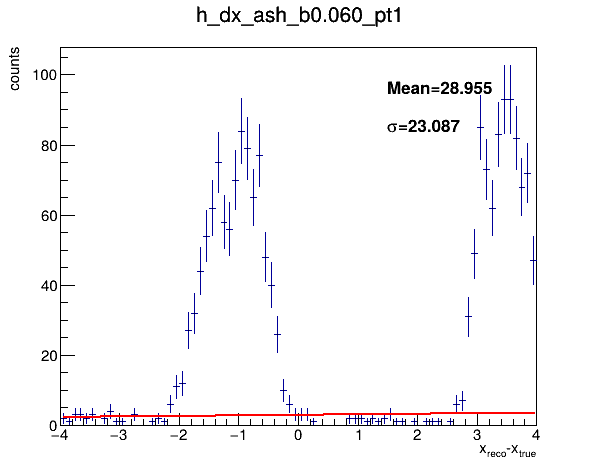 h_dx_ash_b0.060_pt1
counts
100
80
60
40
20
0
Mean=28.955
σ=23.087
−4 −3 −2 −1 0 1 2 3 4
x_reco-x_true